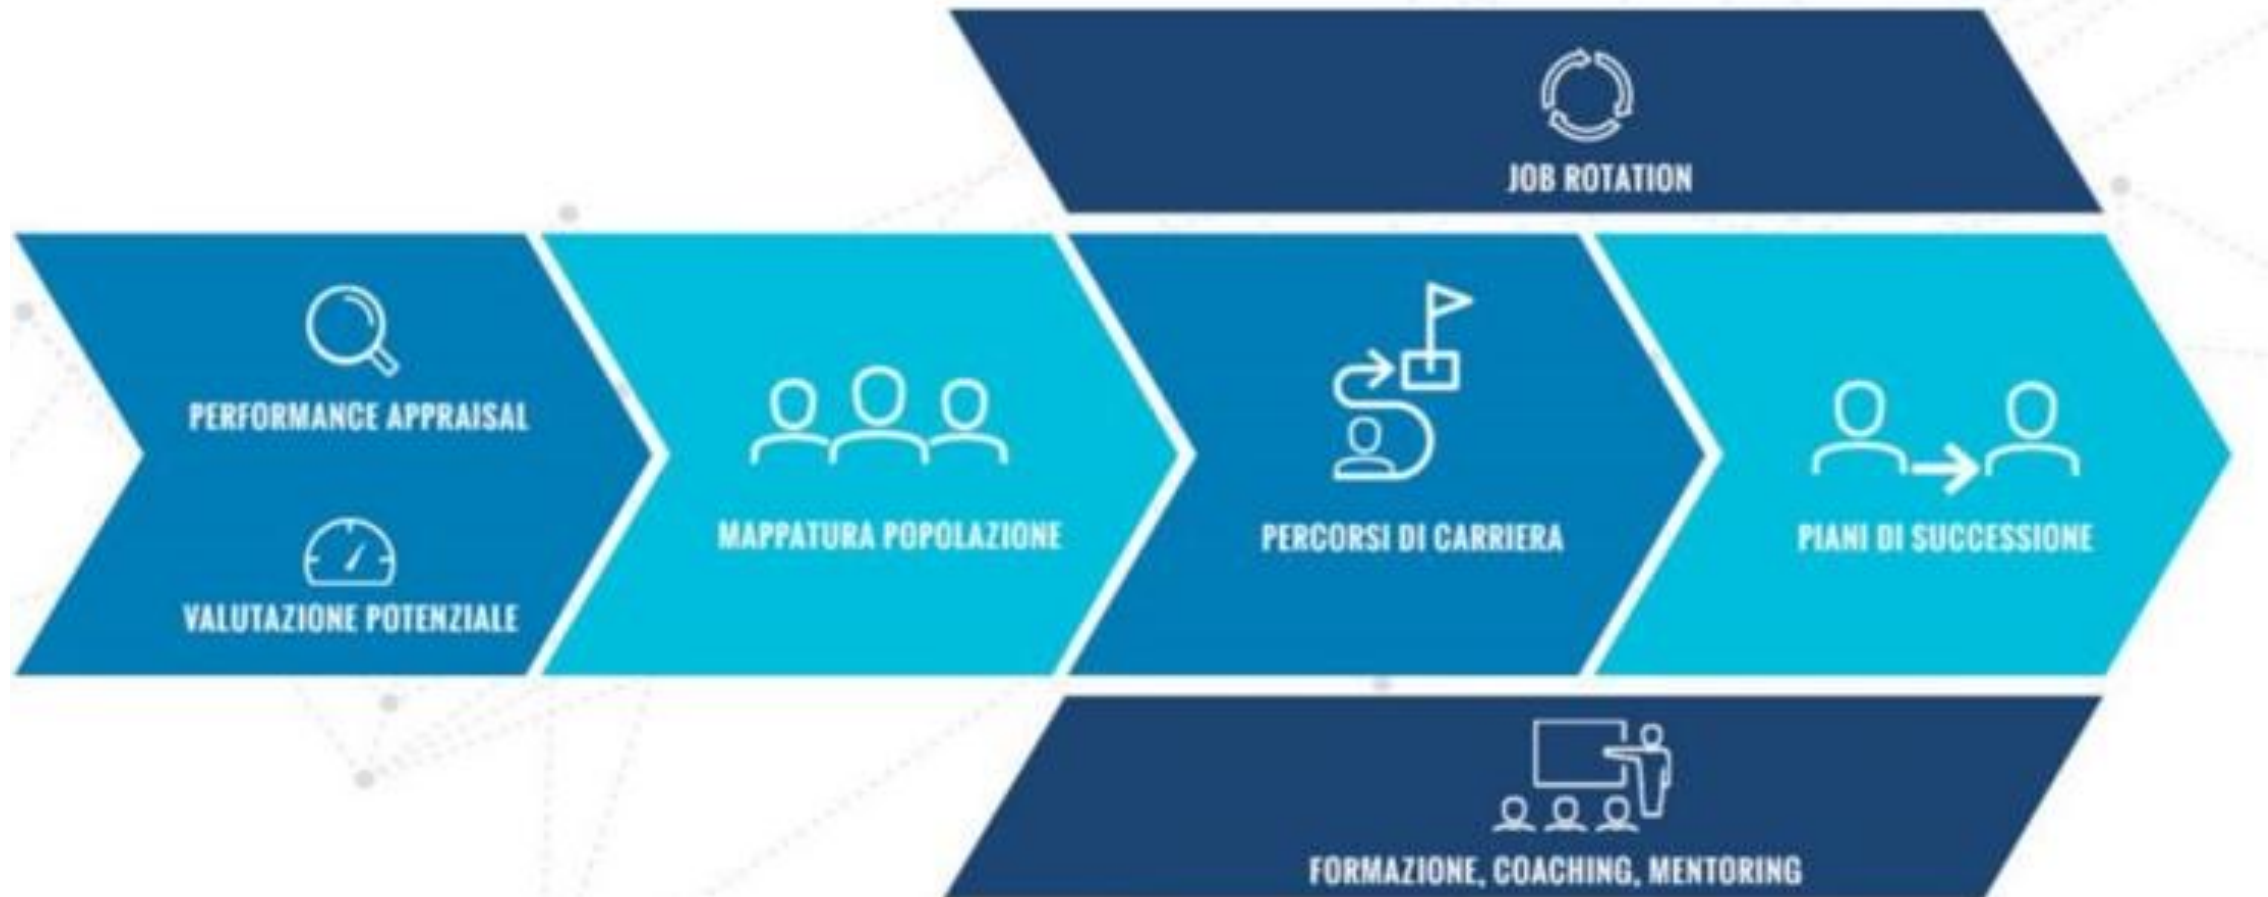 JOB ROTATION
PERFORMANCE APPRAISAL
VALUTAZIONE POTENZIALE
MAPPATURA POPOLAZIONE
PERCORSI DI CARRIERA
PIANI DI SUCCESSIONE
FORMAZIONE, COACHING, MENTORING